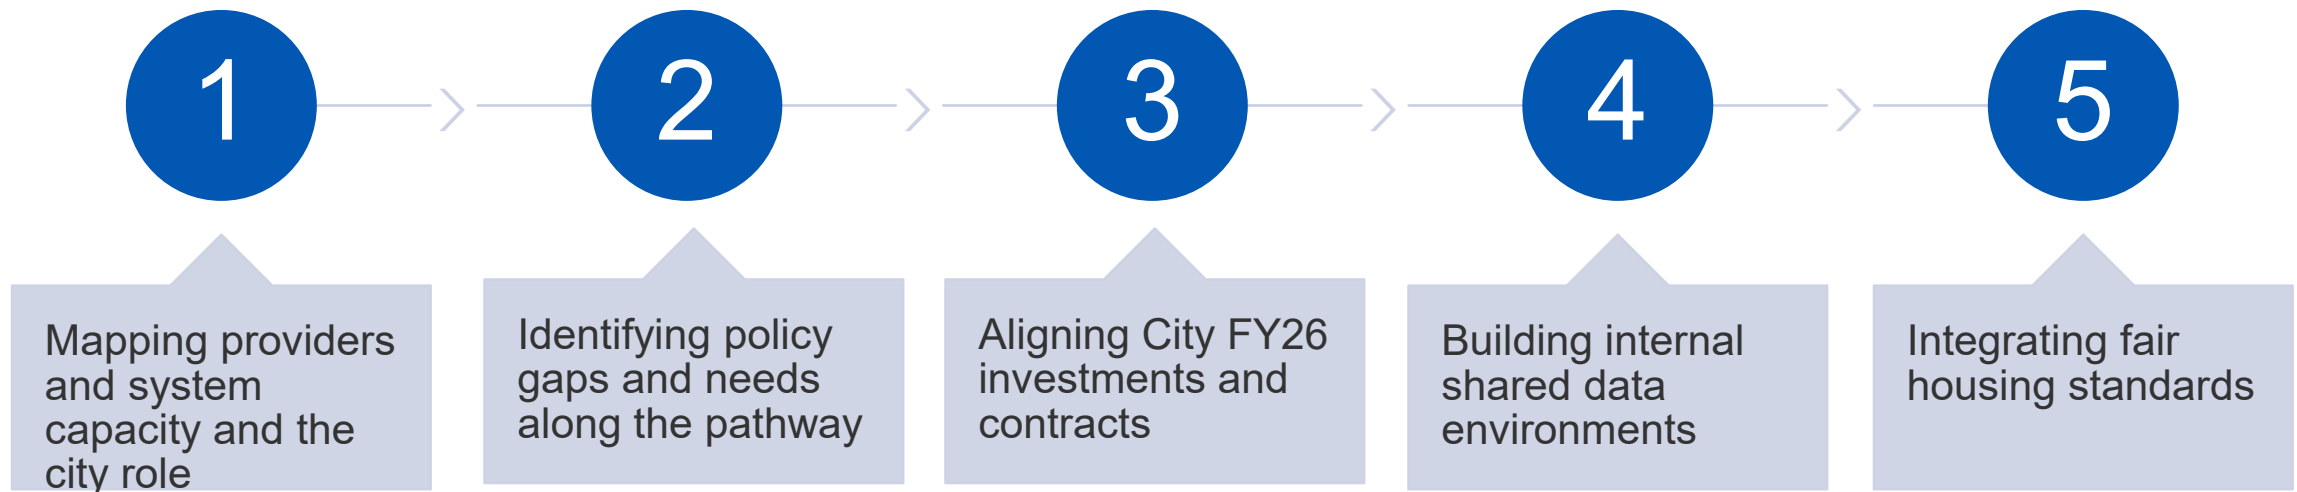 1
2
3
4
5
Mapping providers
and system
capacity and the
city role
Identifying policy
gaps and needs
along the pathway
Aligning City FY26
investments and
contracts
Building internal
shared data
environments
Integrating fair
housing standards